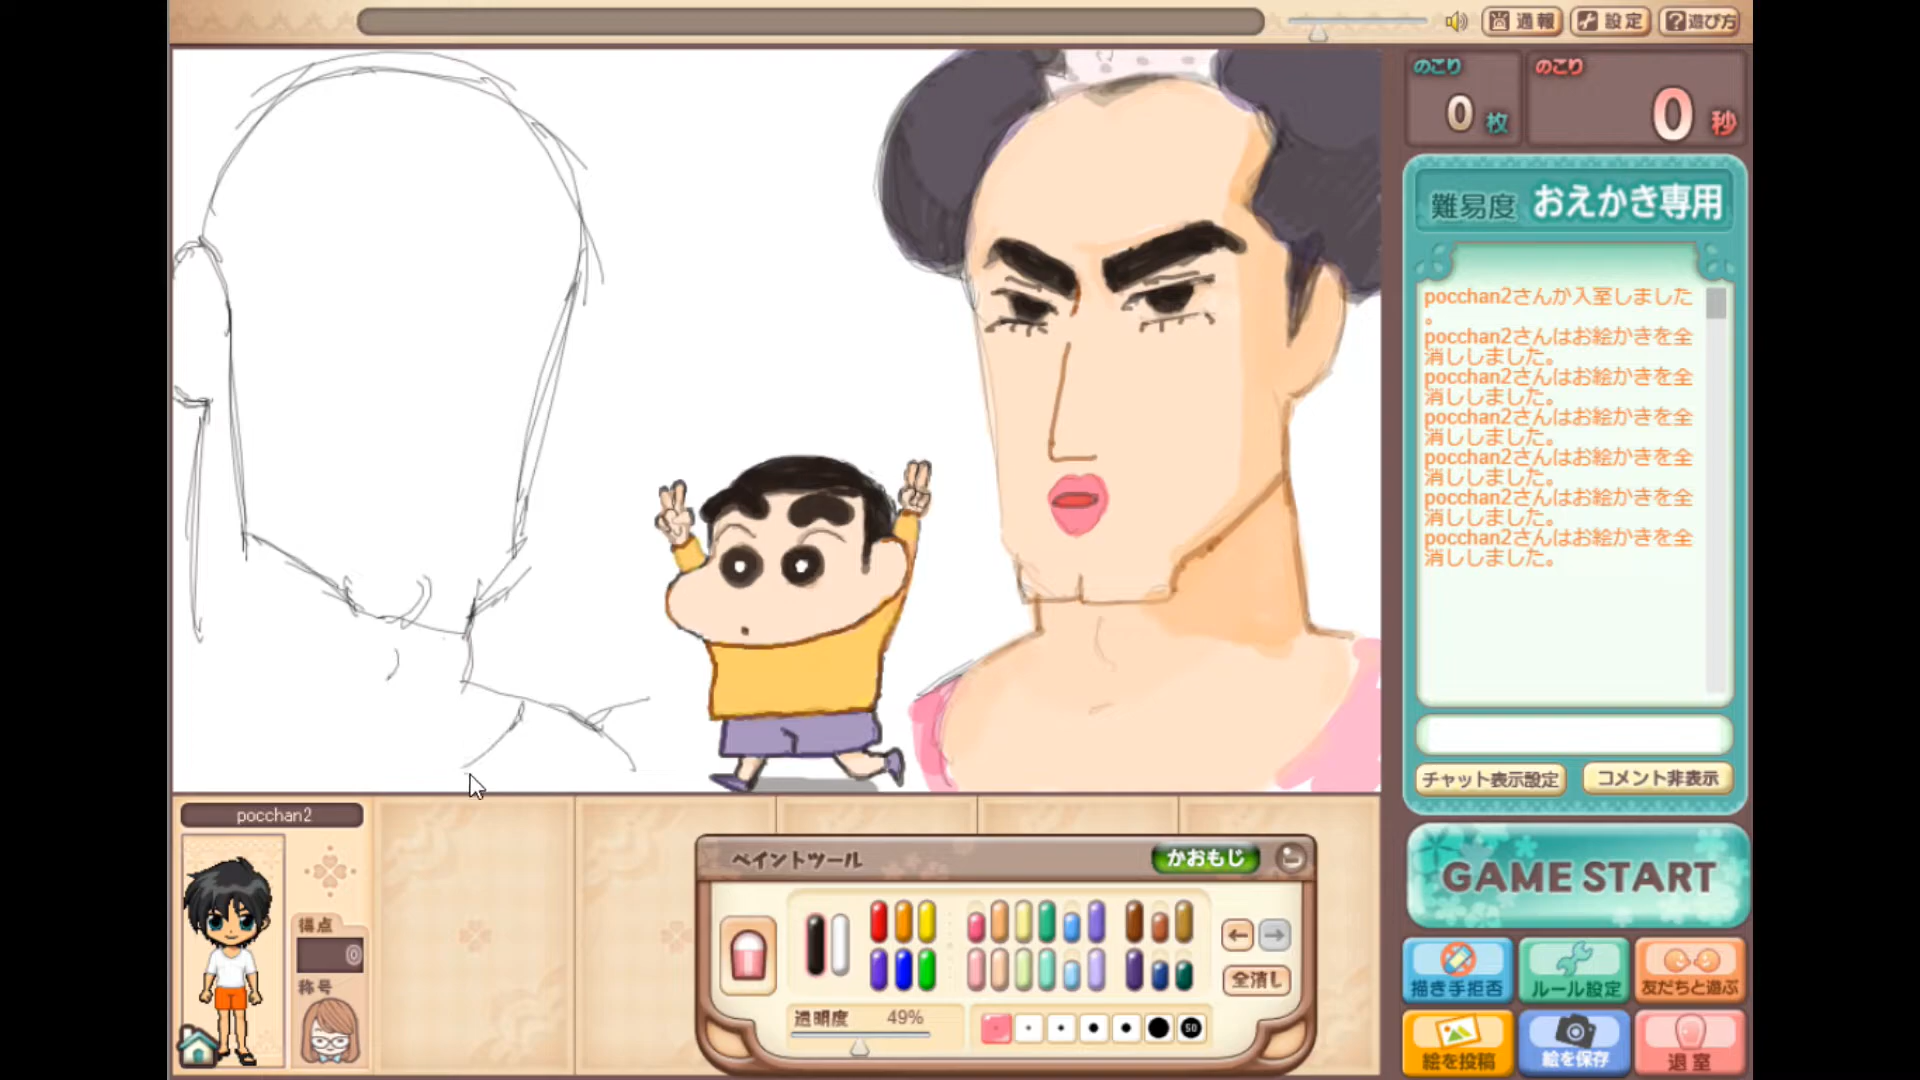 通報
設定
遊び方
のこり
0 枚
のこり
0 秒
難易度 おえかき専用
pocchan2さんが入室しました
。
pocchan2さんはお絵かきを全
消ししました。
pocchan2さんはお絵かきを全
消ししました。
pocchan2さんはお絵かきを全
消ししました。
pocchan2さんはお絵かきを全
消ししました。
pocchan2さんはお絵かきを全
消ししました。
pocchan2さんはお絵かきを全
消ししました。
チャット表示設定
コメント非表示
pocchan2
得点
0
称号
ペイントツール
かおもじ
全消し
透明度 49%
50
GAME START
描き手拒否
ルール設定
友だちと遊ぶ
絵を投稿
絵を保存
退室